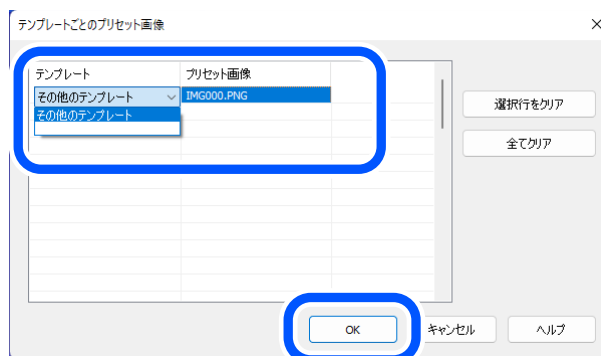 テンプレートごとのプリセット画像
テンプレート プリセット画像
その他のテンプレート IMG000.PNG
その他のテンプレート
選択行をクリア
全てクリア
OK キャンセル ヘルプ